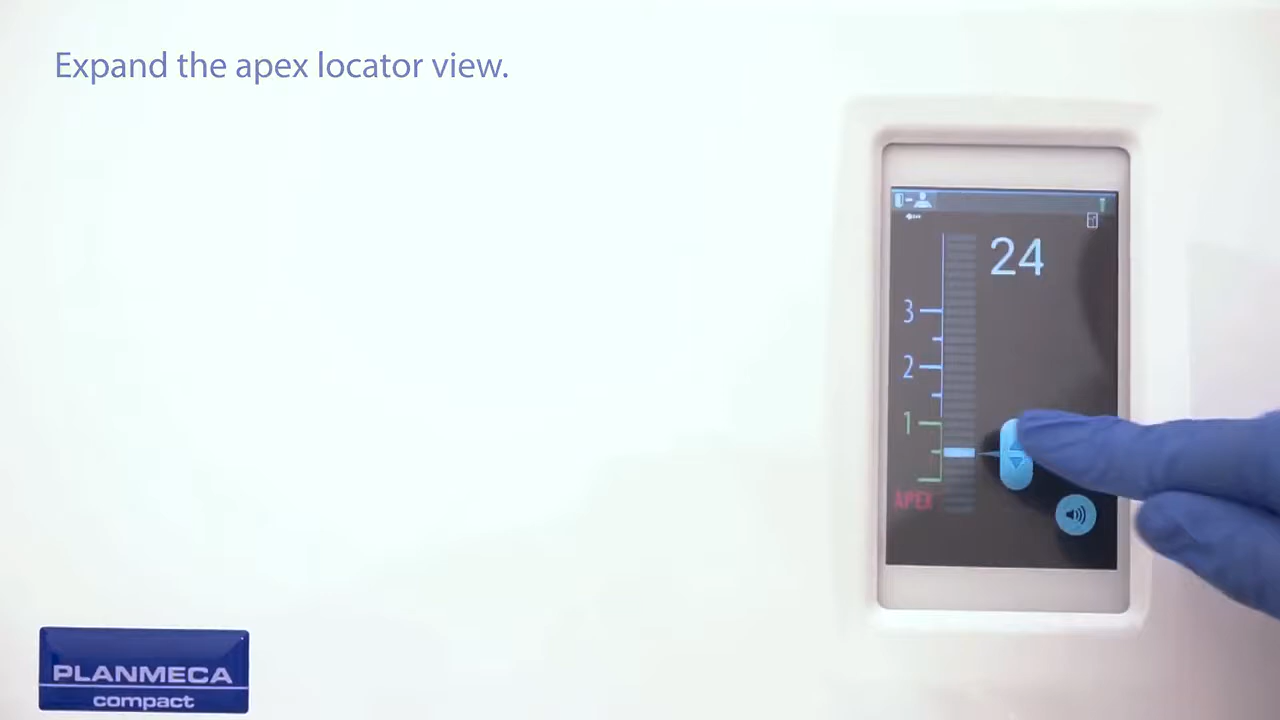 Expand the apex locator view.
24
3
2
1
APEX
PLANMECA
compact